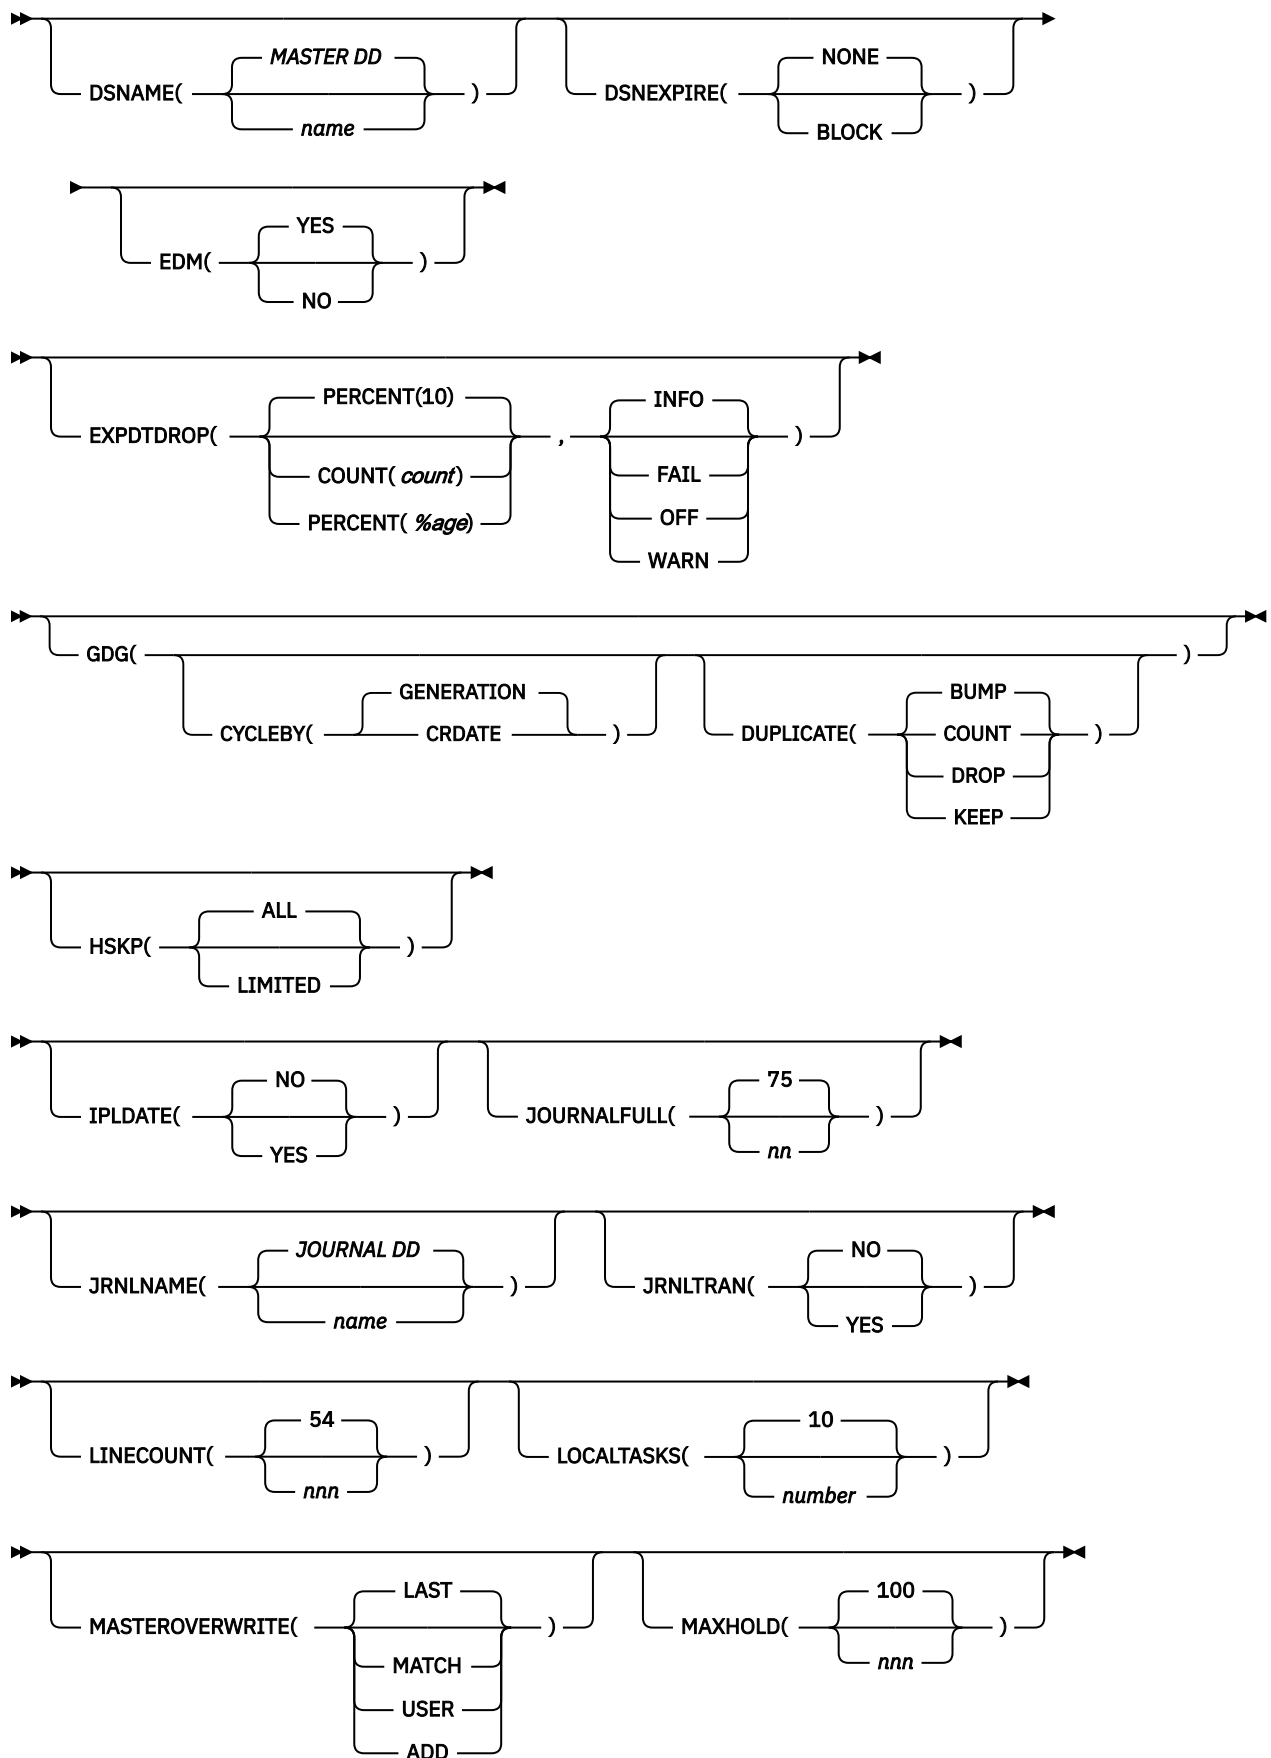 MASTER DD NONE
DSNAME( ) DSNEXPIRE( )
name BLOCK
YES
EDM( )
NO
PERCENT(10) INFO
EXPDTDROP( , )
COUNT( count) FAIL
PERCENT( %age) OFF
WARN
GDG( )
GENERATION BUMP
CYCLEBY( CRDATE ) DUPLICATE( COUNT )
DROP
KEEP
ALL
HSKP( )
LIMITED
NO 75
IPLDATE( ) JOURNALFULL( )
YES nn
JOURNAL DD NO
JRNLNAME( ) JRNLTRAN( )
name YES
54 10
LINECOUNT( ) LOCALTASKS( )
nnn number
LAST 100
MASTEROVERWRITE( ) MAXHOLD( )
MATCH nnn
USER
ADD